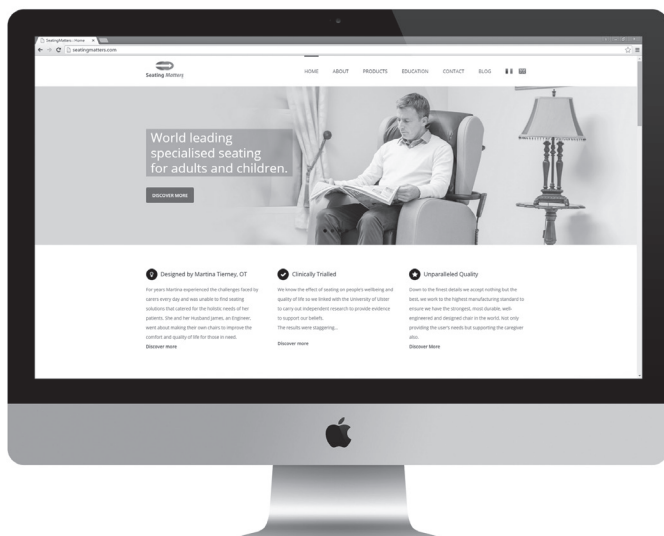 SeatingMatters | Home
seatingmatters.com
Seating Matters
HOME ABOUT PRODUCTS EDUCATION CONTACT BLOG
World leading
specialised seating
for adults and children.
DISCOVER MORE
Designed by Martina Tierney, OT
For years Martina experienced the challenges faced by
carers every day and was unable to find seating
solutions that catered for the holistic needs of her
patients. She and her husband James, an Engineer,
went about making their own chairs to improve the
comfort and quality of life for those in need.
Discover more
Clinically Trialled
We know the effect of seating on people's wellbeing and
quality of life so we linked with the University of Ulster
to carry out independent research to provide evidence
to support our beliefs.
The results were staggering...
Discover more
Unparalleled Quality
Down to the finest details we accept nothing but the
best, we work to the highest manufacturing standard to
ensure we have the strongest, most durable, well-
engineered and designed chair in the world. Not only
providing the user's needs but supporting the caregiver
also.
Discover More